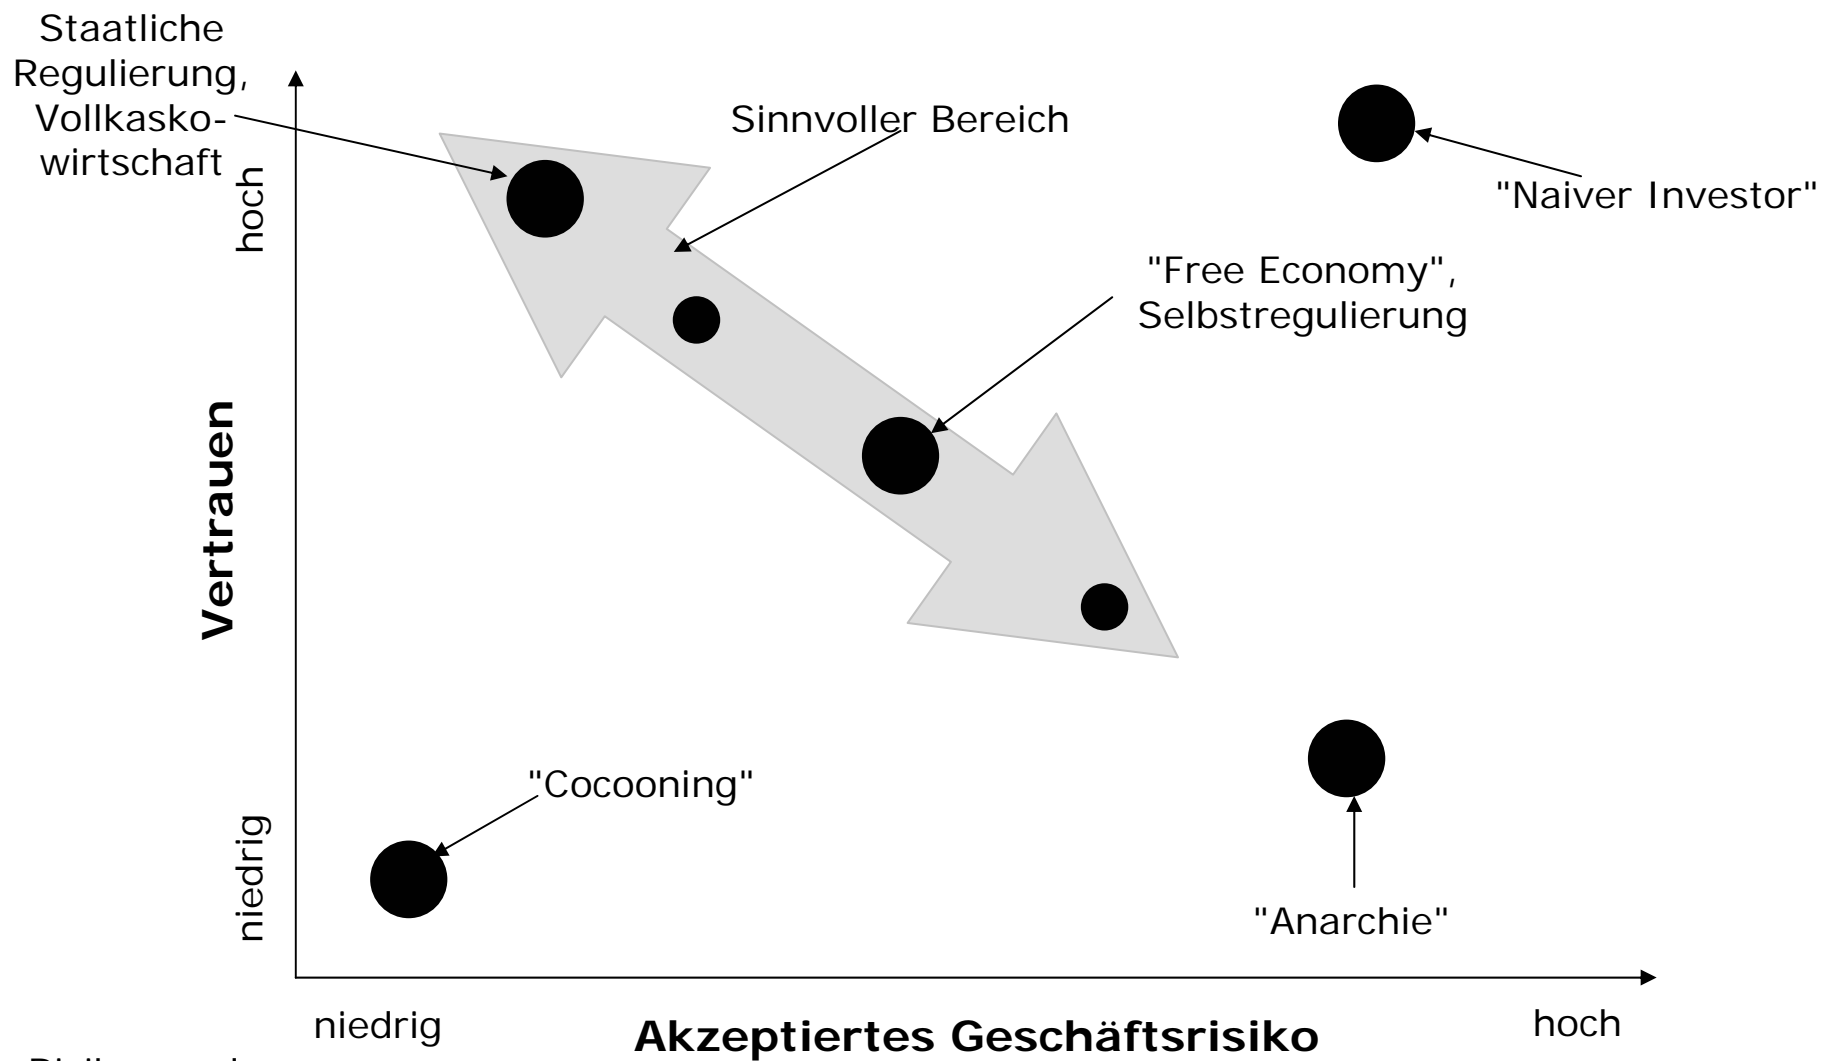 Staatliche
Regulierung,
Vollkasko-
wirtschaft
Sinnvoller Bereich
"Naiver Investor"
"Free Economy",
Selbstregulierung
hoch
Vertrauen
niedrig
"Cocooning"
"Anarchie"
niedrig
Akzeptiertes Geschäftsrisiko
hoch